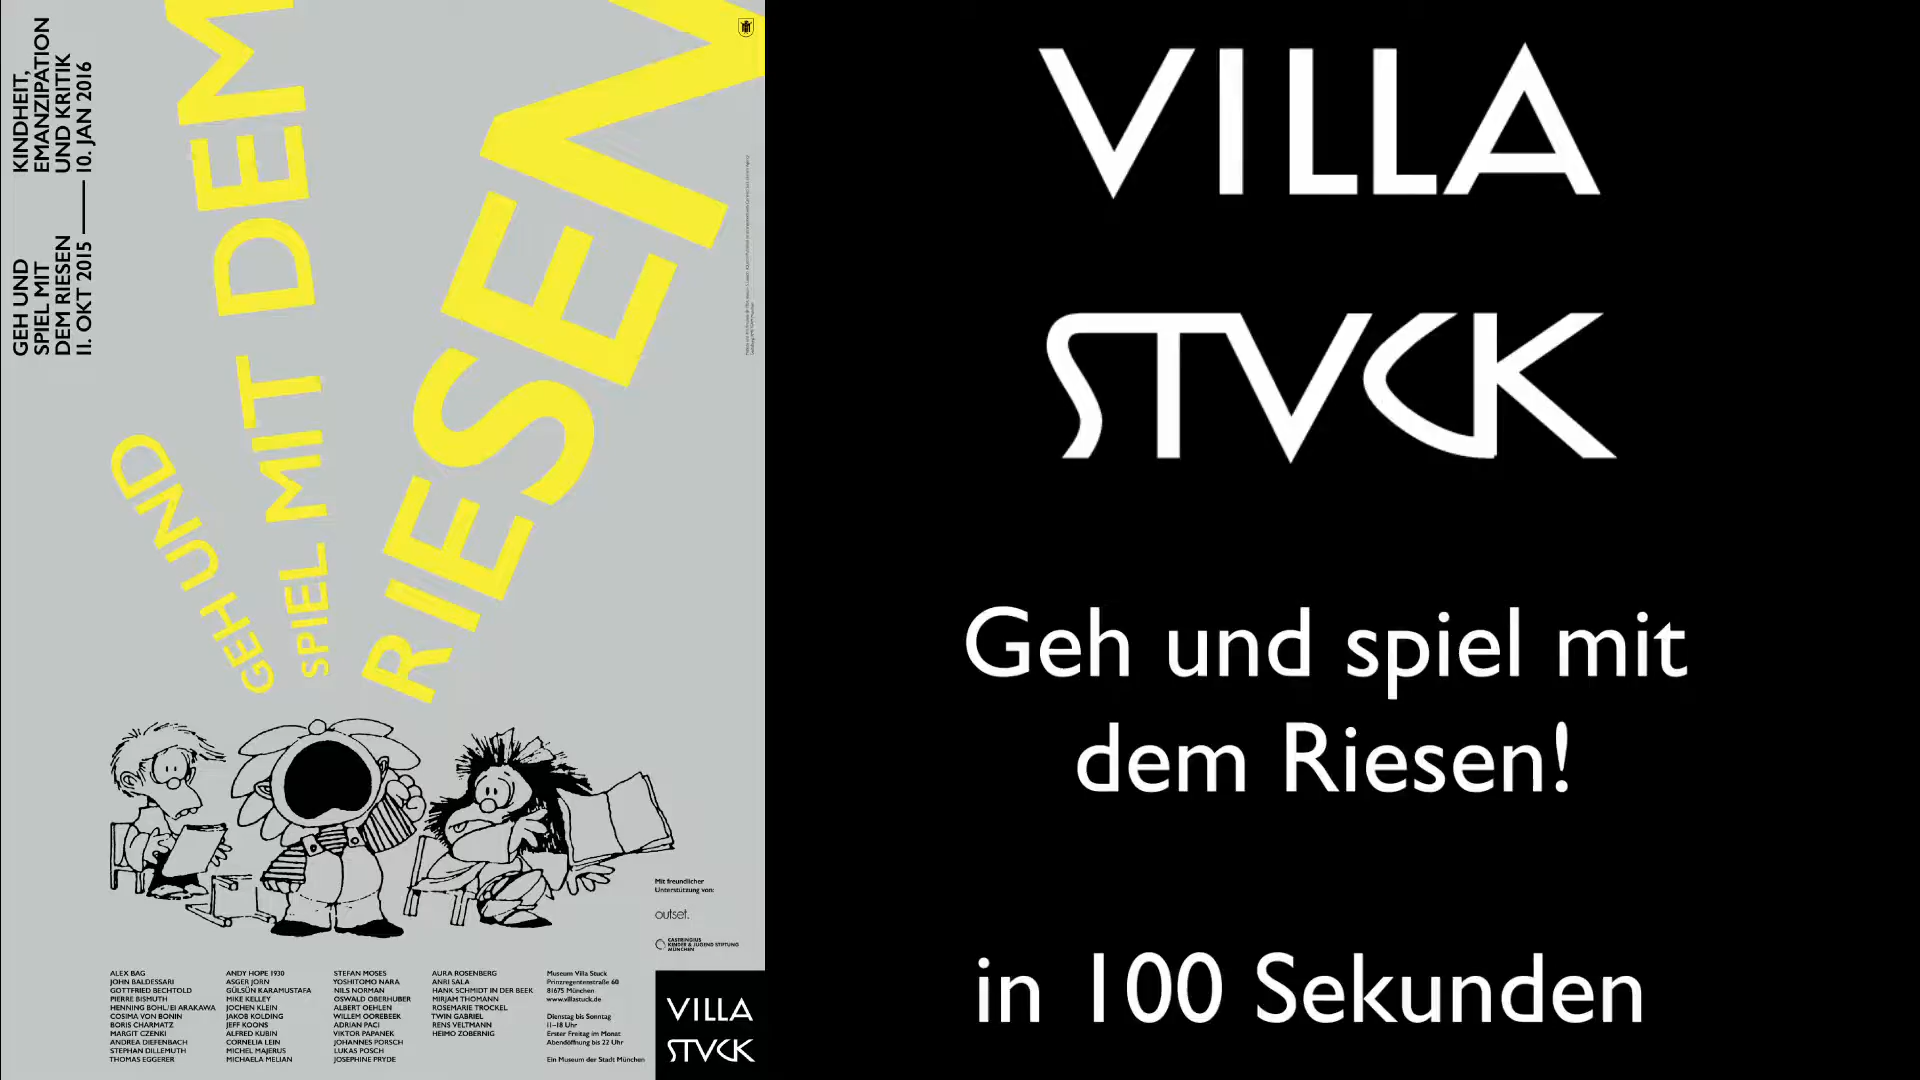 GEH UND
SPIEL MIT
DEM RIESEN
11. OKT 2015 — 10. JAN 2016
KINDHEIT,
EMANZIPATION
UND KRITIK
GEH UND
SPIEL MIT DEM
RIESEN
Mit freundlicher
Unterstützung von:
outset.
CASTRINGIUS
KINDER & JUGEND STIFTUNG
MÜNCHEN
ALEX BAG
JOHN BALDESSARI
GOTTFRIED BECHTOLD
PIERRE BISMUTH
HENNING BOHL/EI ARAKAWA
COSIMA VON BONIN
BORIS CHARMATZ
MARGIT CZENKI
ANDREA DIEFENBACH
STEPHAN DILLEMUTH
THOMAS EGGERER
ANDY HOPE 1930
ASGER JORN
GÜLSÜN KARAMUSTAFA
MIKE KELLEY
JOCHEN KLEIN
JAKOB KOLDING
JEFF KOONS
ALFRED KUBIN
CORNELIA LEIN
MICHEL MAJERUS
MICHAELA MELIAN
STEFAN MOSES
YOSHITOMO NARA
NILS NORMAN
OSWALD OBERHUBER
ALBERT OEHLEN
WILLEM OOREBEEK
ADRIAN PACI
VIKTOR PAPANEK
JOHANNES PORSCH
LUKAS POSCH
JOSEPHINE PRYDE
AURA ROSENBERG
ANRI SALA
HANK SCHMIDT IN DER BEEK
MIRJAM THOMANN
ROSEMARIE TROCKEL
TWIN GABRIEL
RENS VELTMANN
HEIMO ZOBERNIG
Museum Villa Stuck
Prinzregentenstraße 60
81675 München
www.villastuck.de
Dienstag bis Sonntag
11–18 Uhr
Erster Freitag im Monat
Abendöffnung bis 22 Uhr
Ein Museum der Stadt München
VILLA
STVCK
VILLA
STVCK
Geh und spiel mit
dem Riesen!
in 100 Sekunden